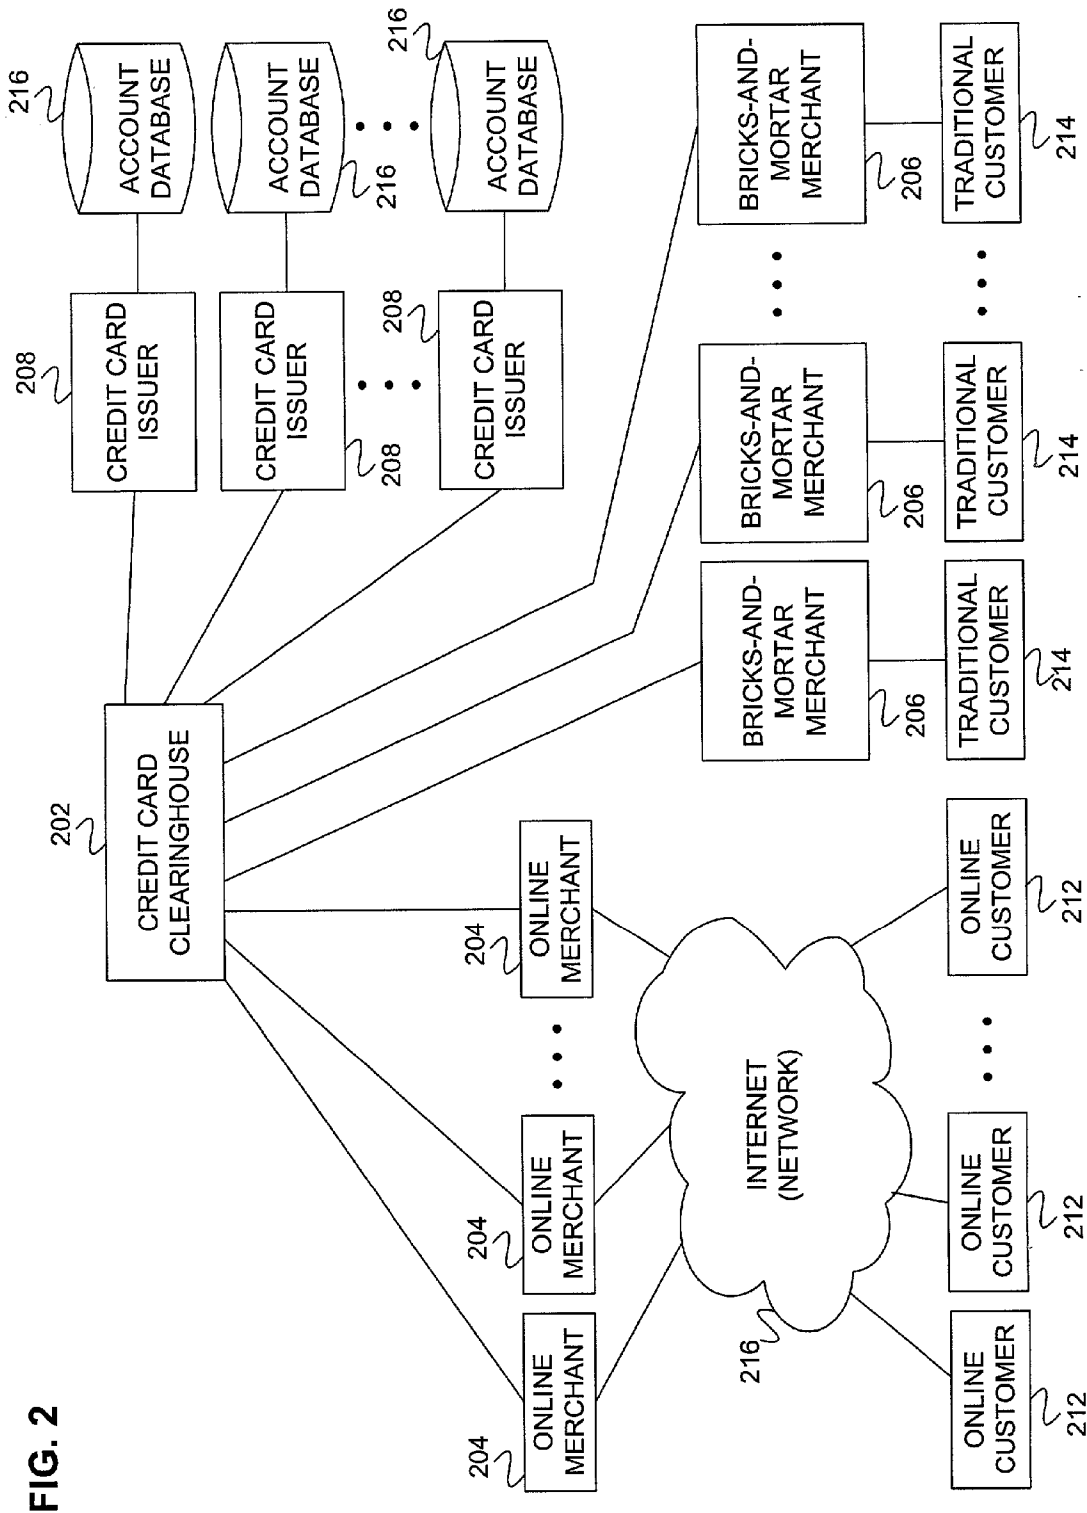 FIG. 2
202
CREDIT CARD
CLEARINGHOUSE
208
CREDIT CARD
ISSUER
216
ACCOUNT
DATABASE
CREDIT CARD
ISSUER
208
ACCOUNT
DATABASE
216
208
CREDIT CARD
ISSUER
216
ACCOUNT
DATABASE
204
ONLINE
MERCHANT
204
ONLINE
MERCHANT
204
ONLINE
MERCHANT
BRICKS-AND-
MORTAR
MERCHANT
206
BRICKS-AND-
MORTAR
MERCHANT
206
BRICKS-AND-
MORTAR
MERCHANT
206
216
INTERNET
(NETWORK)
ONLINE
CUSTOMER
212
ONLINE
CUSTOMER
212
ONLINE
CUSTOMER
212
TRADITIONAL
CUSTOMER
214
TRADITIONAL
CUSTOMER
214
TRADITIONAL
CUSTOMER
214